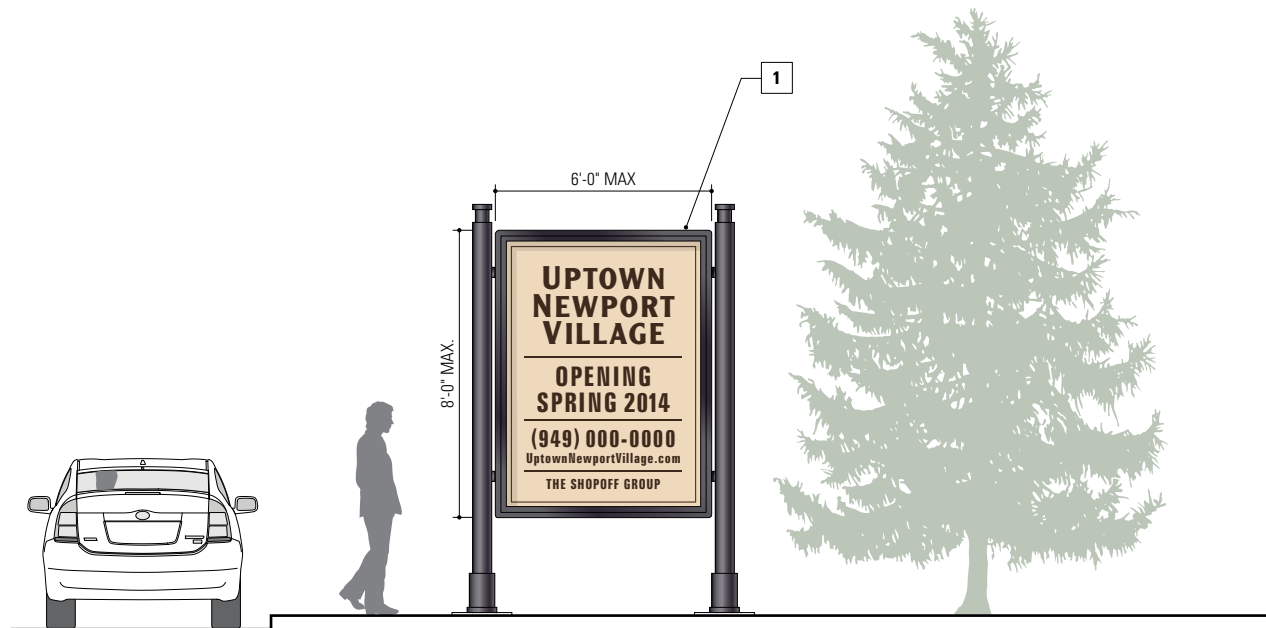 1
6'-0" MAX
8'-0" MAX.
UPTOWN
NEWPORT
VILLAGE
OPENING
SPRING 2014
(949) 000-0000
UptownNewportVillage.com
THE SHOPOFF GROUP